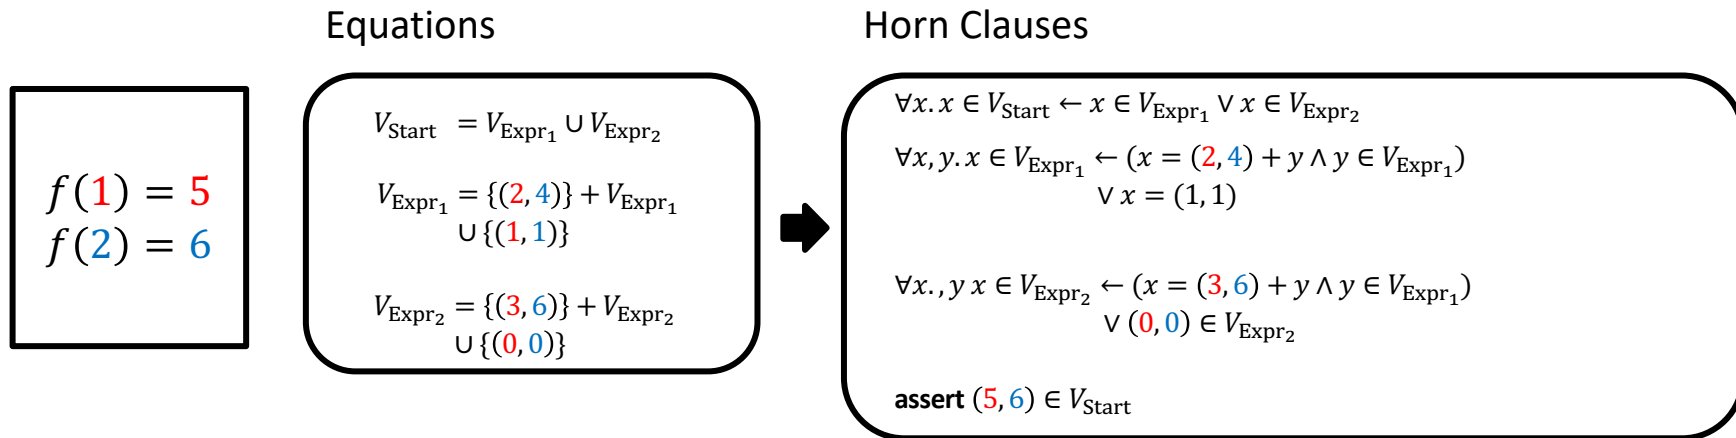 Equations
Horn Clauses
f(1) = 5
f(2) = 6
V_Start = V_Expr₁ ∪ V_Expr₂
V_Expr₁ = {(2, 4)} + V_Expr₁
∪ {(1, 1)}
V_Expr₂ = {(3, 6)} + V_Expr₂
∪ {(0, 0)}
∀x. x ∈ V_Start ← x ∈ V_Expr₁ ∨ x ∈ V_Expr₂
∀x, y. x ∈ V_Expr₁ ← (x = (2, 4) + y ∧ y ∈ V_Expr₁)
∨ x = (1, 1)
∀x., y x ∈ V_Expr₂ ← (x = (3, 6) + y ∧ y ∈ V_Expr₁)
∨ (0, 0) ∈ V_Expr₂
assert (5, 6) ∈ V_Start